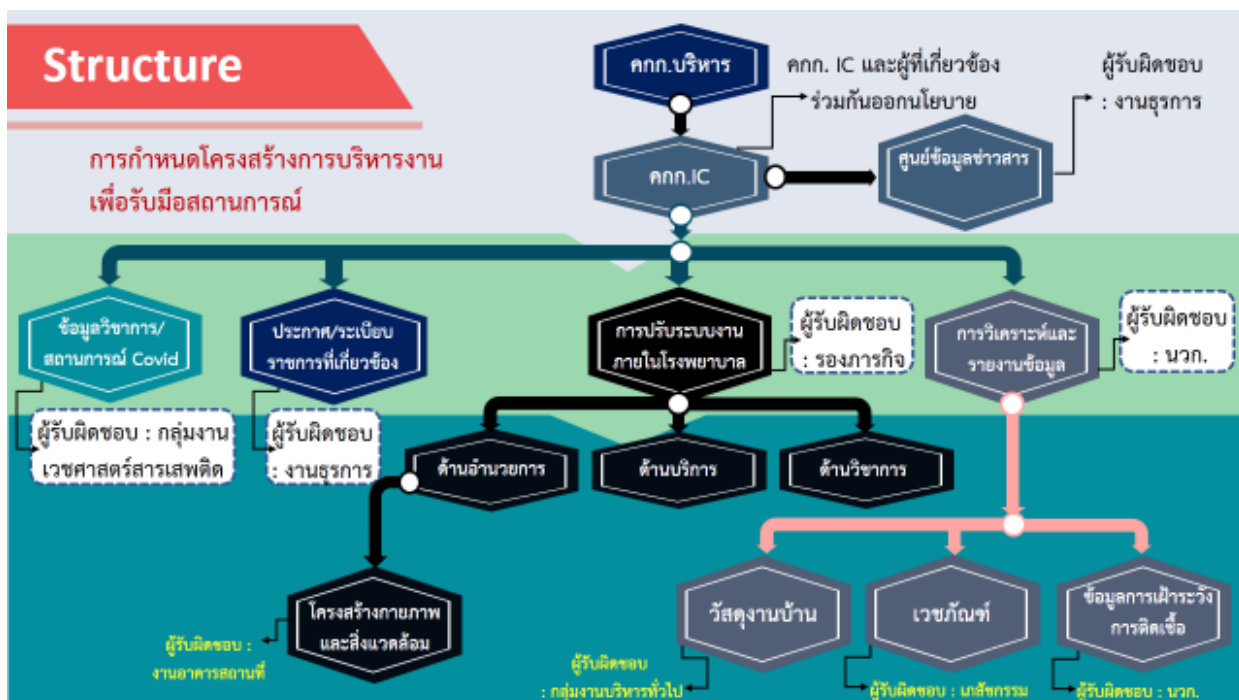 Structure
การกำหนดโครงสร้างการบริหารงาน
เพื่อรับมือสถานการณ์
คกก.บริหาร
คกก. IC และผู้ที่เกี่ยวข้อง
ร่วมกันออกนโยบาย
ผู้รับผิดชอบ
: งานธุรการ
คกก.IC
ศูนย์ข้อมูลข่าวสาร
ข้อมูลวิชาการ/
สถานการณ์ Covid
ประกาศ/ระเบียบ
ราชการที่เกี่ยวข้อง
การปรับระบบงาน
ภายในโรงพยาบาล
ผู้รับผิดชอบ
: รองภารกิจ
การวิเคราะห์และ
รายงานข้อมูล
ผู้รับผิดชอบ
: นวก.
ผู้รับผิดชอบ : กลุ่มงาน
เวชศาสตร์สารเสพติด
ผู้รับผิดชอบ
: งานธุรการ
ด้านอำนวยการ
ด้านบริการ
ด้านวิชาการ
โครงสร้างกายภาพ
และสิ่งแวดล้อม
วัสดุงานบ้าน
เวชภัณฑ์
ข้อมูลการเฝ้าระวัง
การติดเชื้อ
ผู้รับผิดชอบ :
งานอาคารสถานที่
ผู้รับผิดชอบ
: กลุ่มงานบริหารทั่วไป
ผู้รับผิดชอบ : เภสัชกรรม
ผู้รับผิดชอบ : นวก.